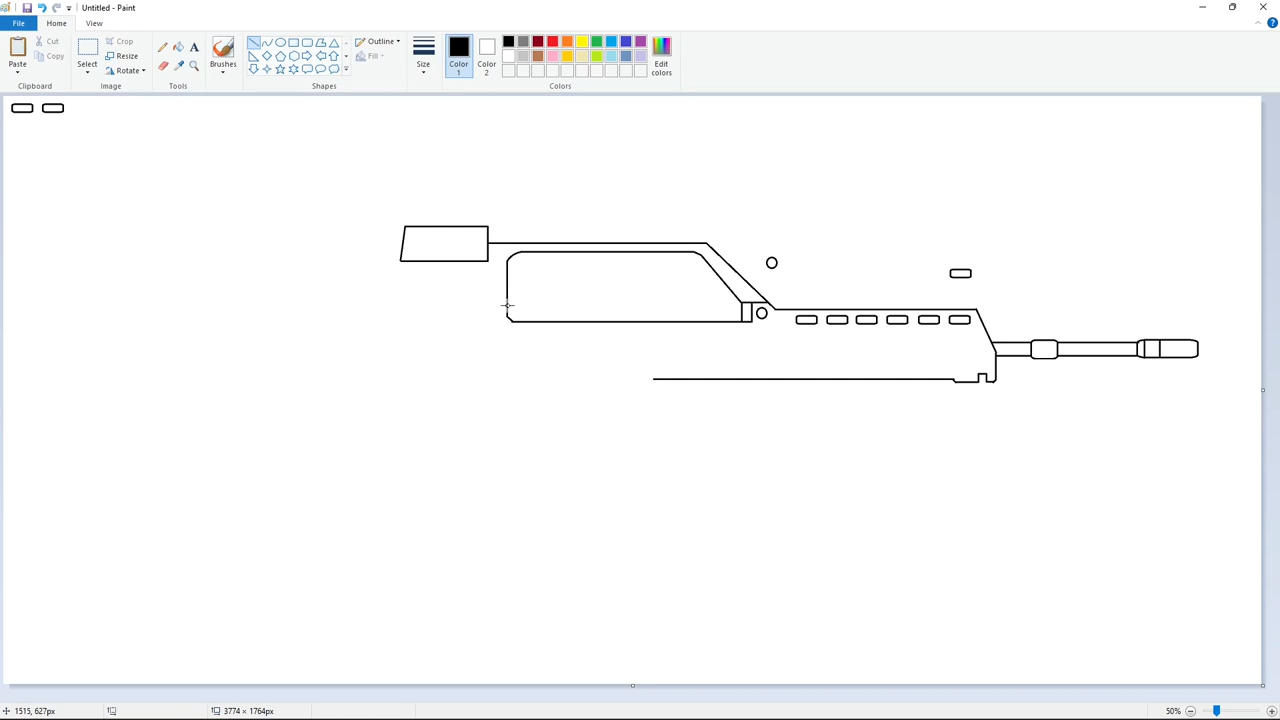 Untitled - Paint
File
Home
View
Paste
Cut
Copy
Clipboard
Select
Crop
Resize
Rotate
Image
A
Tools
Brushes
Shapes
Outline
Fill
Size
Color
1
Color
2
Edit
colors
Colors
1515, 627px
3774 × 1764px
50%